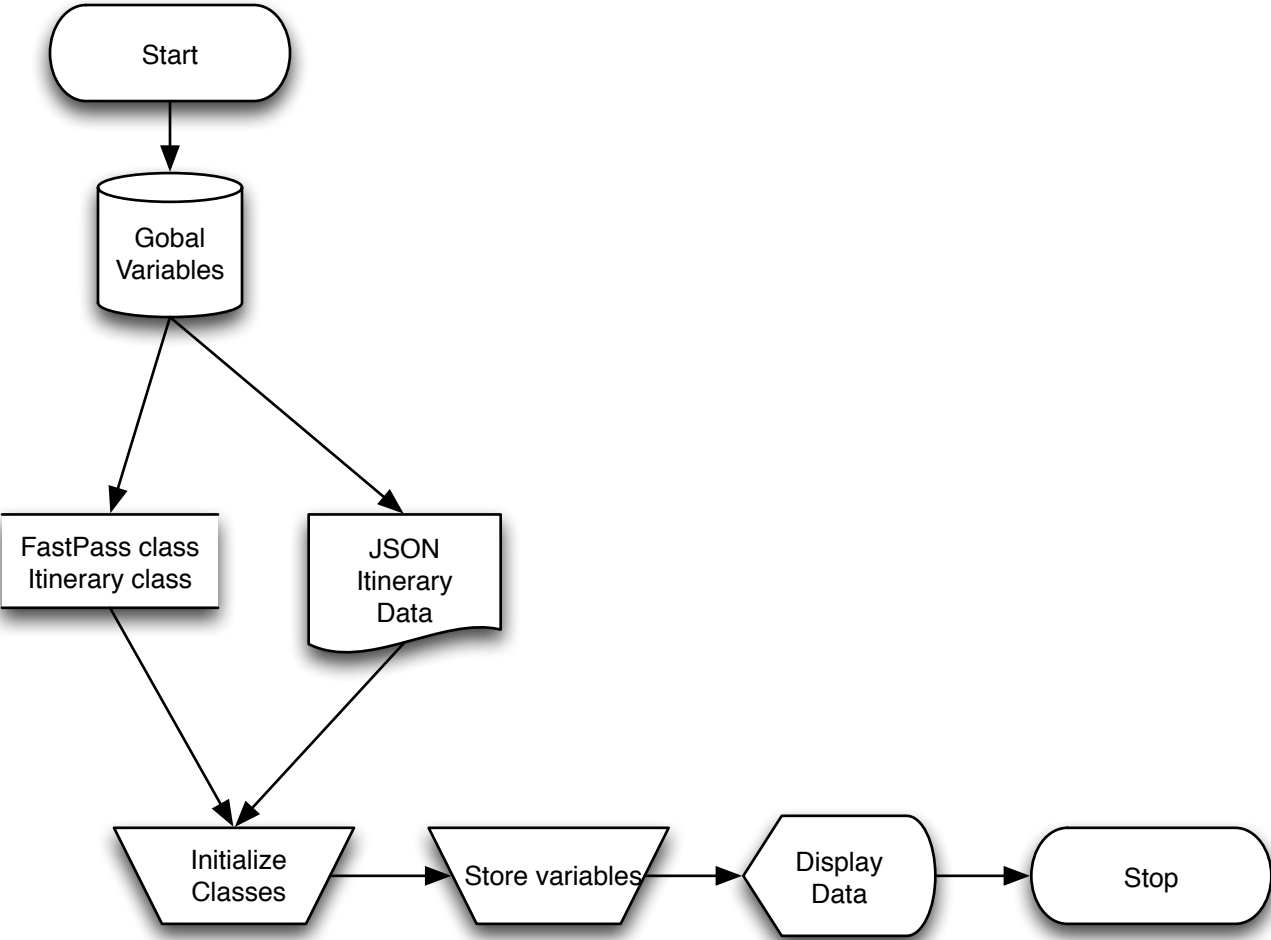 Start
Gobal
Variables
FastPass class
Itinerary class
JSON
Itinerary
Data
Initialize
Classes
Store variables
Display
Data
Stop